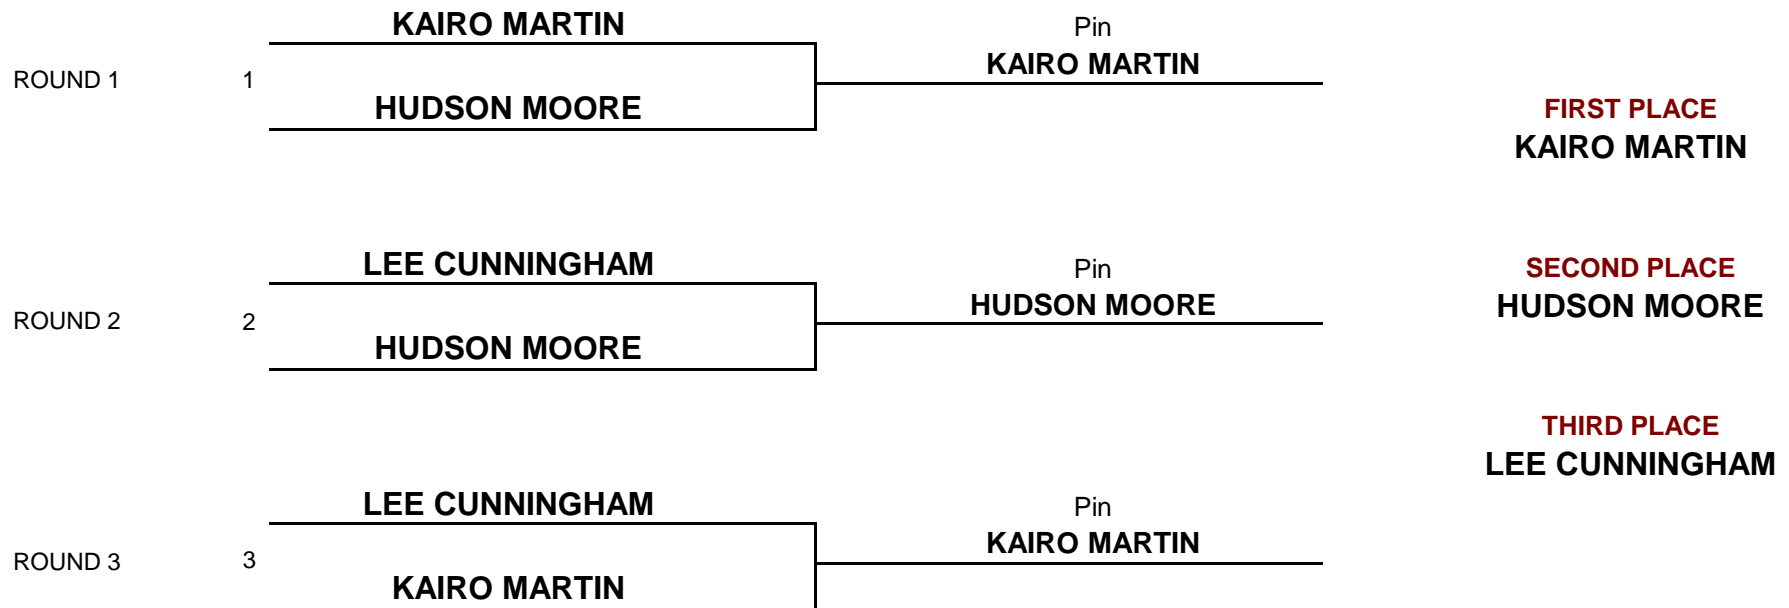 KAIRO MARTIN
Pin
KAIRO MARTIN
ROUND 1
1
HUDSON MOORE
FIRST PLACE
KAIRO MARTIN
LEE CUNNINGHAM
Pin
SECOND PLACE
HUDSON MOORE
HUDSON MOORE
ROUND 2
2
HUDSON MOORE
THIRD PLACE
LEE CUNNINGHAM
LEE CUNNINGHAM
Pin
KAIRO MARTIN
ROUND 3
3
KAIRO MARTIN